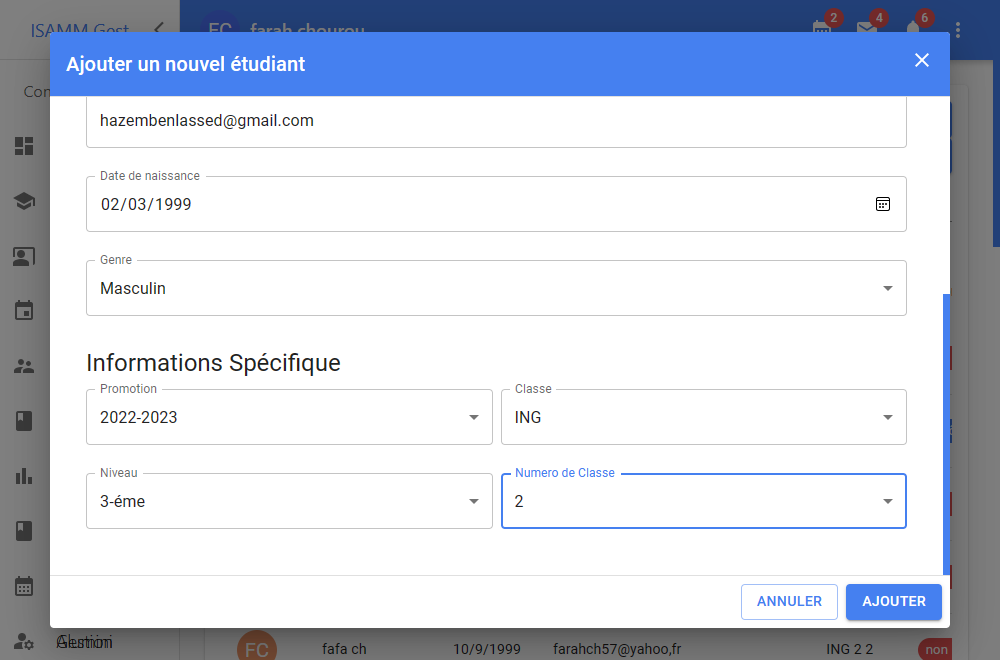 ISAMM Gest
FC farah chourou 2 4 6
Ajouter un nouvel étudiant
Con
hazembenlassed@gmail.com
Date de naissance
02/03/1999
Genre
Masculin
Informations Spécifique
Promotion Classe
2022-2023 ING
Niveau Numero de Classe
3-éme 2
ANNULER AJOUTER
FC fafa ch 10/9/1999 farahch57@yahoo,fr ING 2 2 non